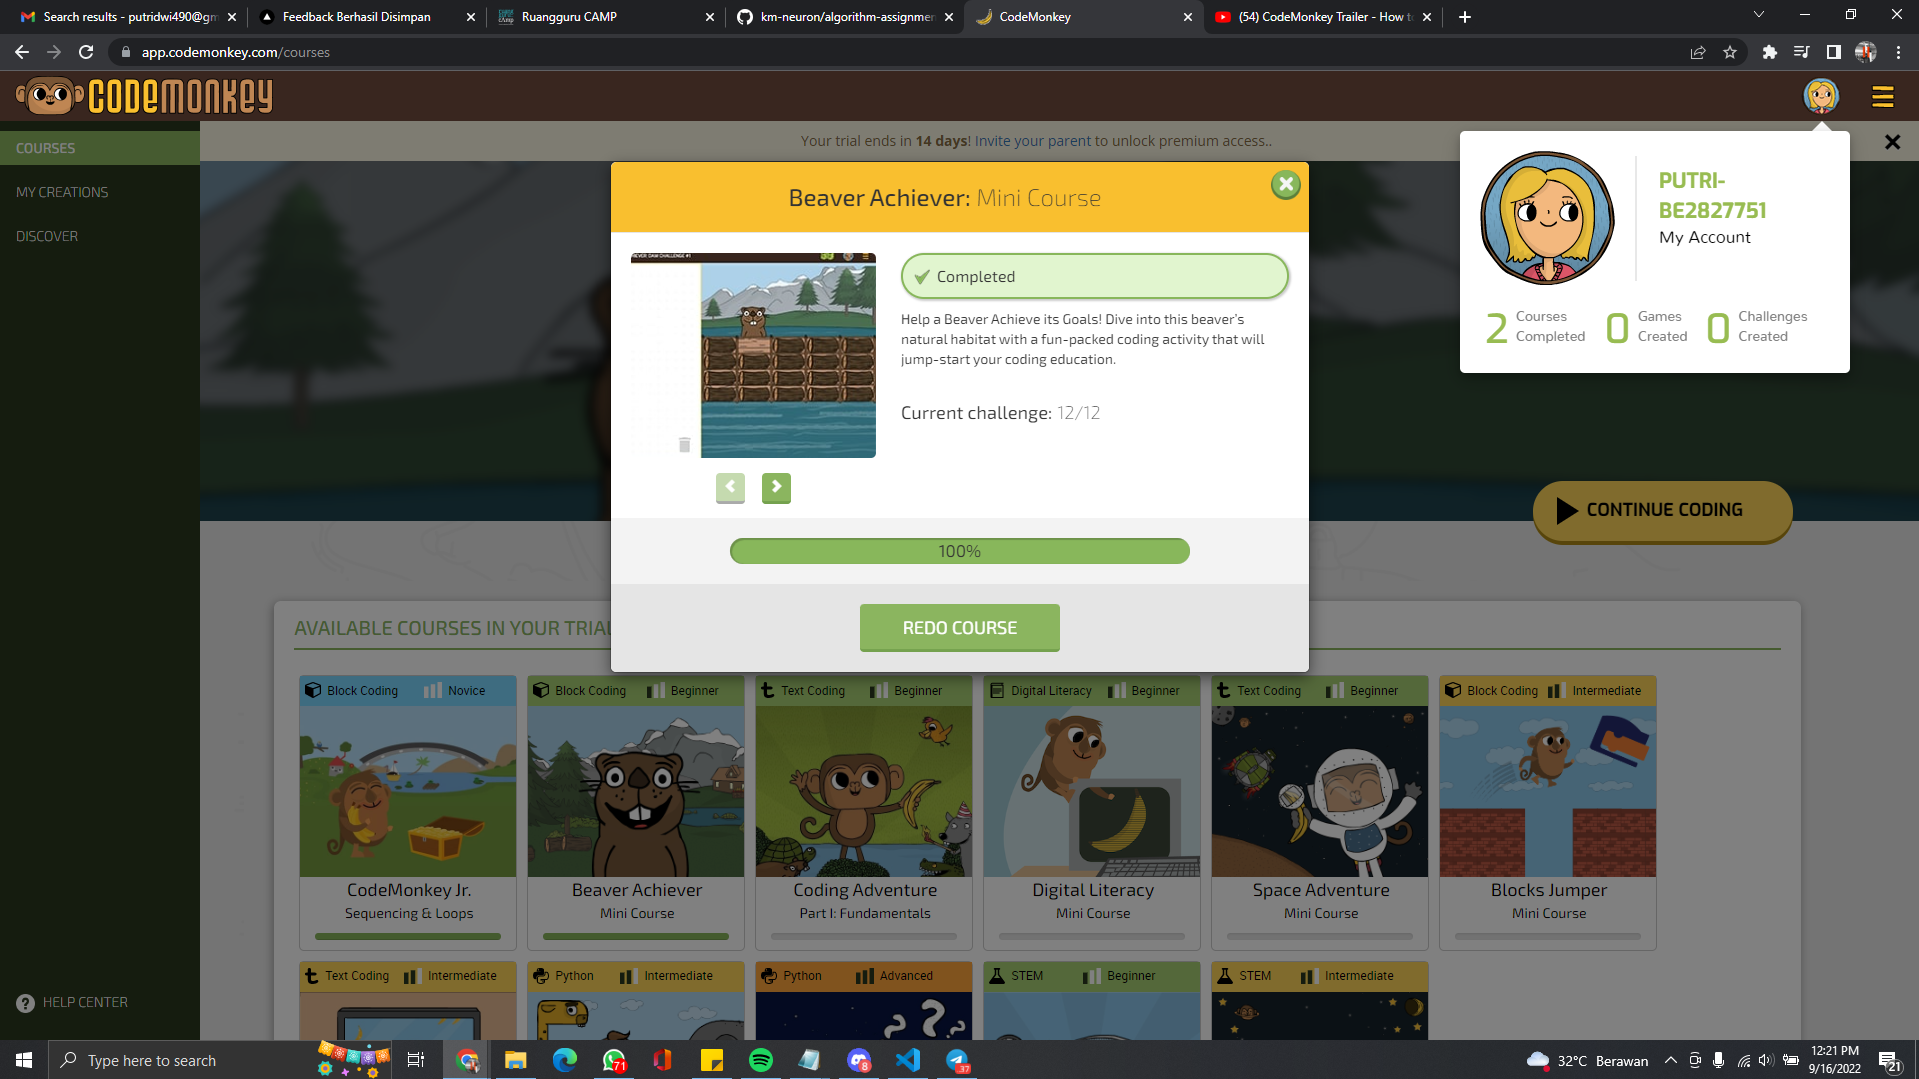 Search results - putridwi490@gm
Feedback Berhasil Disimpan
Ruangguru CAMP
km-neuron/algorithm-assignmen
CodeMonkey
(54) CodeMonkey Trailer - How to
app.codemonkey.com/courses
CODEMONKEY
COURSES
MY CREATIONS
DISCOVER
HELP CENTER
Your trial ends in 14 days! Invite your parent to unlock premium access..
PUTRI-
BE2827751
My Account
2 Courses Completed
0 Games Created
0 Challenges Created
Beaver Achiever: Mini Course
Completed
Help a Beaver Achieve its Goals! Dive into this beaver's
natural habitat with a fun-packed coding activity that will
jump-start your coding education.
Current challenge: 12/12
100%
REDO COURSE
CONTINUE CODING
AVAILABLE COURSES IN YOUR TRIAL
Block Coding Novice
CodeMonkey Jr.
Sequencing & Loops
Block Coding Beginner
Beaver Achiever
Mini Course
Text Coding Beginner
Coding Adventure
Part I: Fundamentals
Digital Literacy Beginner
Digital Literacy
Mini Course
Text Coding Beginner
Space Adventure
Mini Course
Block Coding Intermediate
Blocks Jumper
Mini Course
Text Coding Intermediate
Python Intermediate
Python Advanced
STEM Beginner
STEM Intermediate
Type here to search
71
8
37
32°C Berawan
12:21 PM
9/16/2022
21